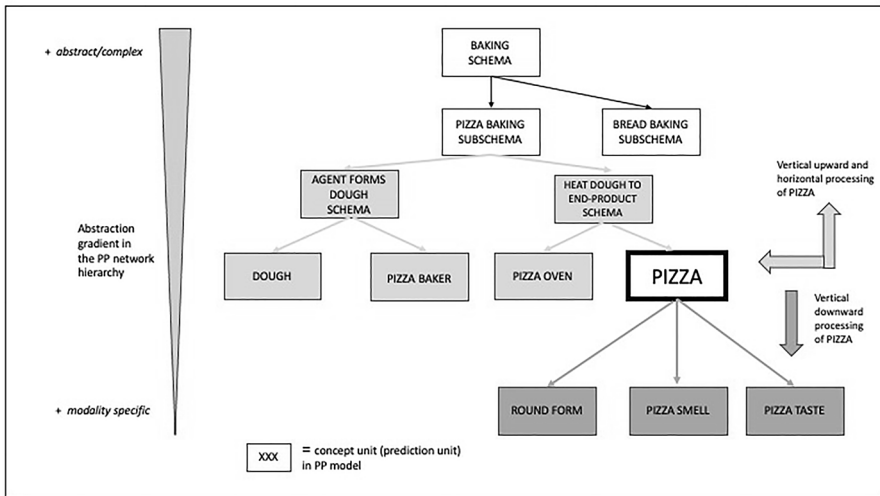 + abstract/complex
BAKING
SCHEMA
PIZZA BAKING
SUBSCHEMA
BREAD BAKING
SUBSCHEMA
AGENT FORMS
DOUGH
SCHEMA
HEAT DOUGH TO
END-PRODUCT
SCHEMA
Vertical upward and
horizontal processing
of PIZZA
Abstraction
gradient in
the PP network
hierarchy
DOUGH
PIZZA BAKER
PIZZA OVEN
PIZZA
Vertical
downward
processing
of PIZZA
+ modality specific
ROUND FORM
PIZZA SMELL
PIZZA TASTE
XXX
= concept unit (prediction unit)
in PP model